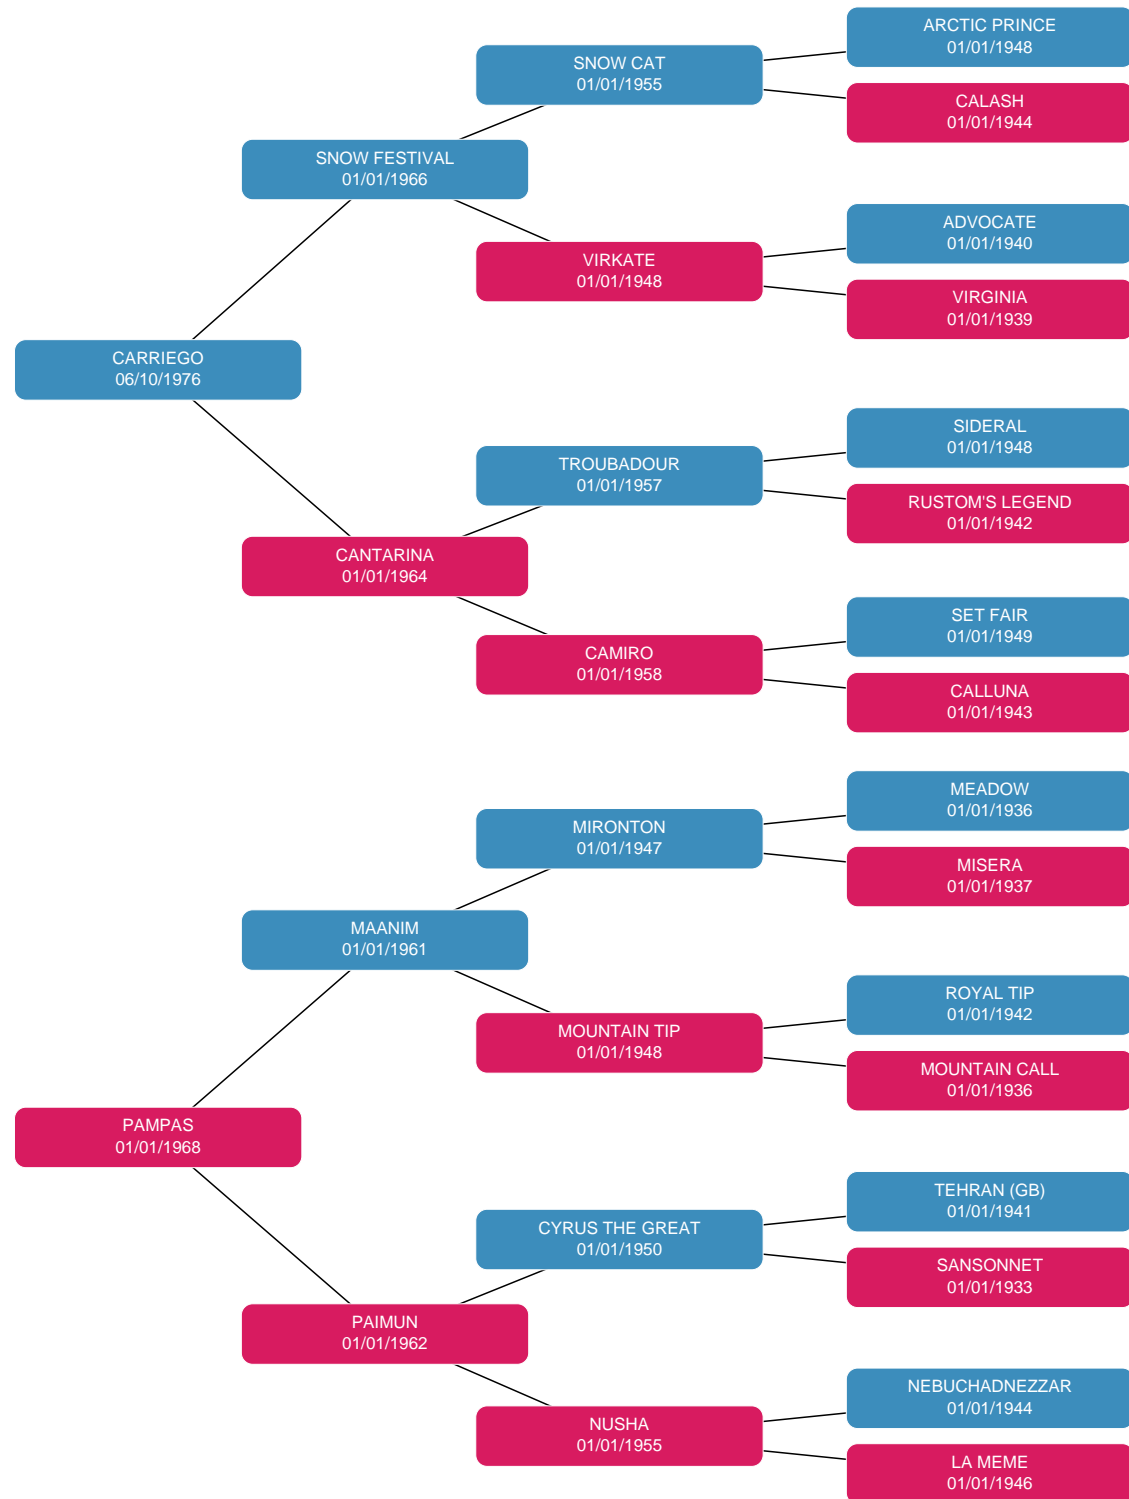 ARCTIC PRINCE
01/01/1948
SNOW CAT
01/01/1955
CALASH
01/01/1944
SNOW FESTIVAL
01/01/1966
ADVOCATE
01/01/1940
VIRKATE
01/01/1948
VIRGINIA
01/01/1939
CARRIEGO
06/10/1976
SIDERAL
01/01/1948
TROUBADOUR
01/01/1957
RUSTOM'S LEGEND
01/01/1942
CANTARINA
01/01/1964
SET FAIR
01/01/1949
CAMIRO
01/01/1958
CALLUNA
01/01/1943
MEADOW
01/01/1936
MIRONTON
01/01/1947
MISERA
01/01/1937
MAANIM
01/01/1961
ROYAL TIP
01/01/1942
MOUNTAIN TIP
01/01/1948
MOUNTAIN CALL
01/01/1936
PAMPAS
01/01/1968
TEHRAN (GB)
01/01/1941
CYRUS THE GREAT
01/01/1950
SANSONNET
01/01/1933
PAIMUN
01/01/1962
NEBUCHADNEZZAR
01/01/1944
NUSHA
01/01/1955
LA MEME
01/01/1946